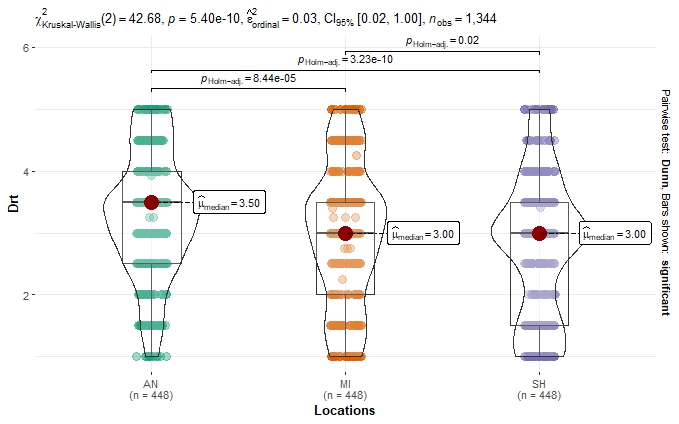 χ²Kruskal-Wallis(2) = 42.68, p = 5.40e-10, ε̂²ordinal = 0.03, CI95% [0.02, 1.00], nobs = 1,344
6
4
2
Drt
pHolm-adj. = 0.02
pHolm-adj. = 3.23e-10
pHolm-adj. = 8.44e-05
μ̂median = 3.50
μ̂median = 3.00
μ̂median = 3.00
Pairwise test: Dunn, Bars shown: significant
AN
(n = 448)
MI
(n = 448)
SH
(n = 448)
Locations